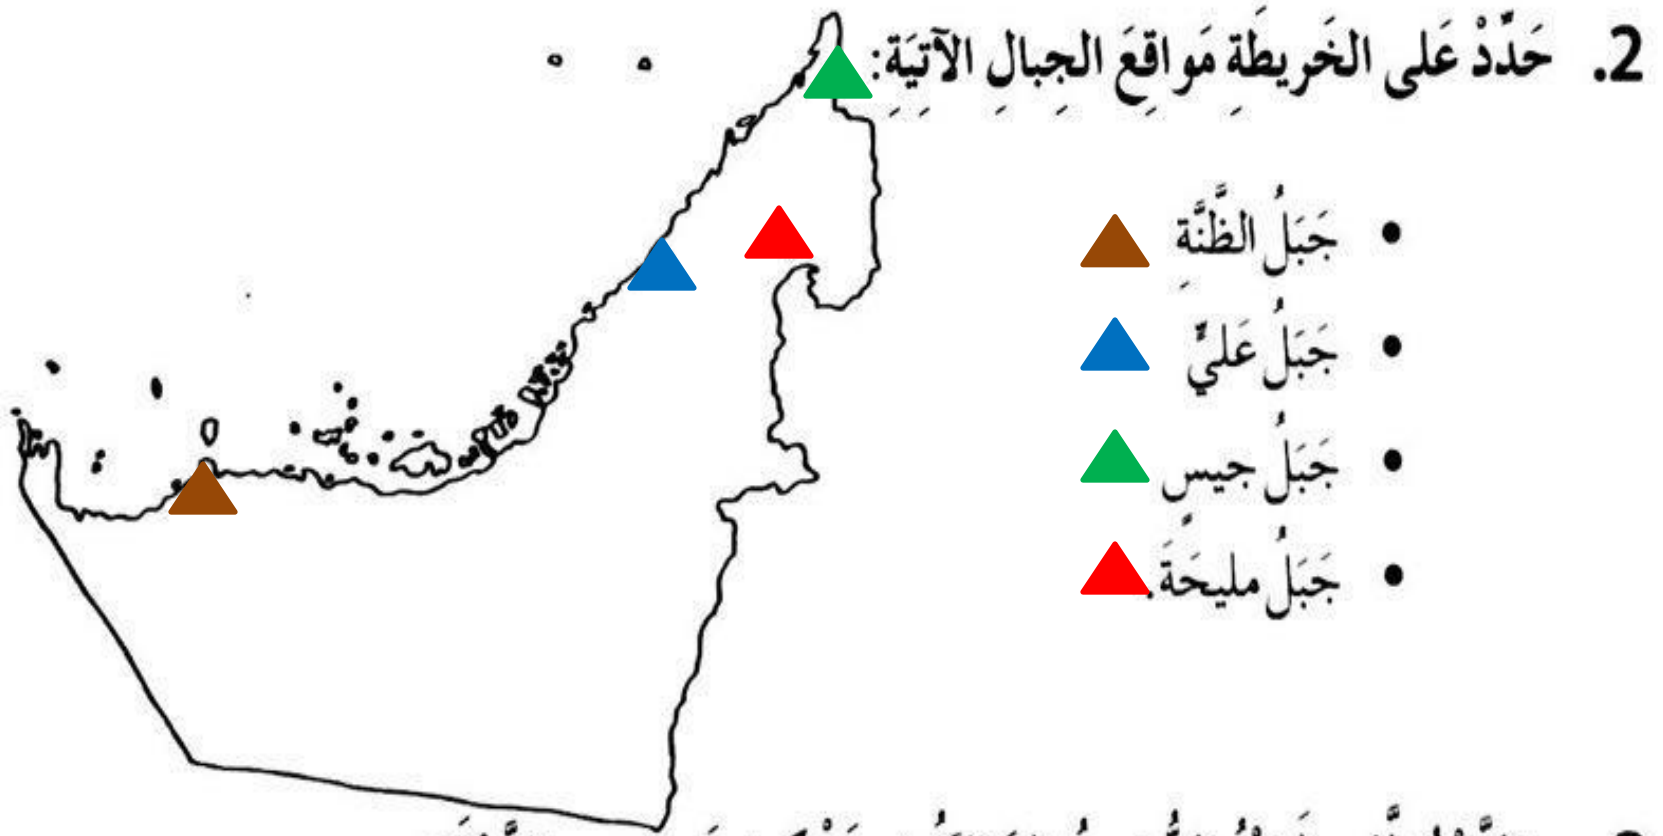 2. حَدِّدْ عَلى الخَريطَةِ مَواقِعَ الجِبالِ الآتِيَةِ:
• جَبَلُ الظَّنَّةِ
• جَبَلُ عَليٍّ
• جَبَلُ جيس
• جَبَلُ مليحَةَ.